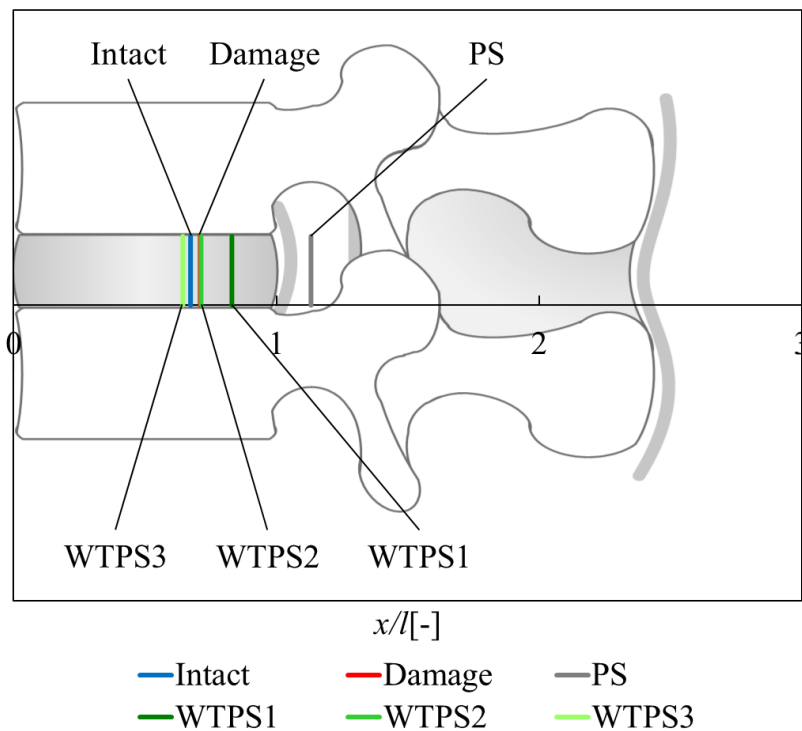 Intact Damage PS
0 1 2 3
WTPS3 WTPS2 WTPS1
x/l[-]
Intact Damage PS
WTPS1 WTPS2 WTPS3